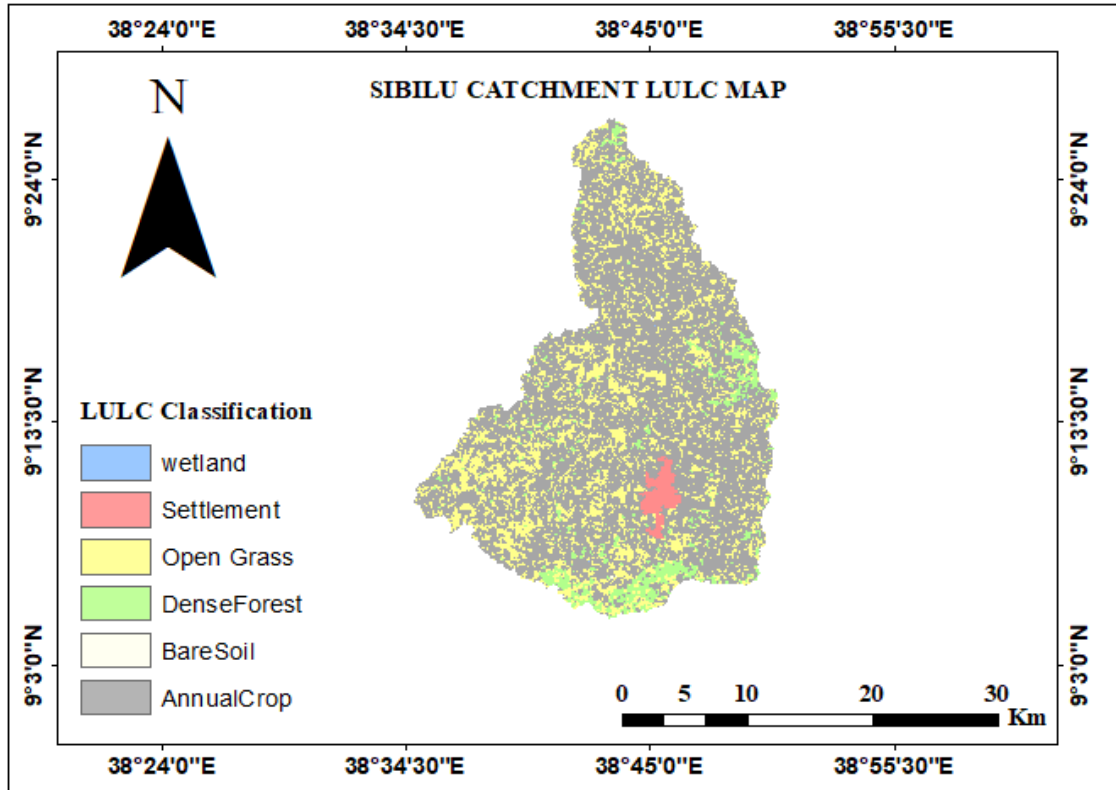 38°24'0"E 38°34'30"E 38°45'0"E 38°55'30"E
N
SIBILU CATCHMENT LULC MAP
9°24'0"N 9°24'0"N
9°13'30"N 9°13'30"N
LULC Classification
wetland
Settlement
Open Grass
DenseForest
BareSoil
AnnualCrop
9°3'0"N 9°3'0"N
0 5 10 20 30
Km
38°24'0"E 38°34'30"E 38°45'0"E 38°55'30"E